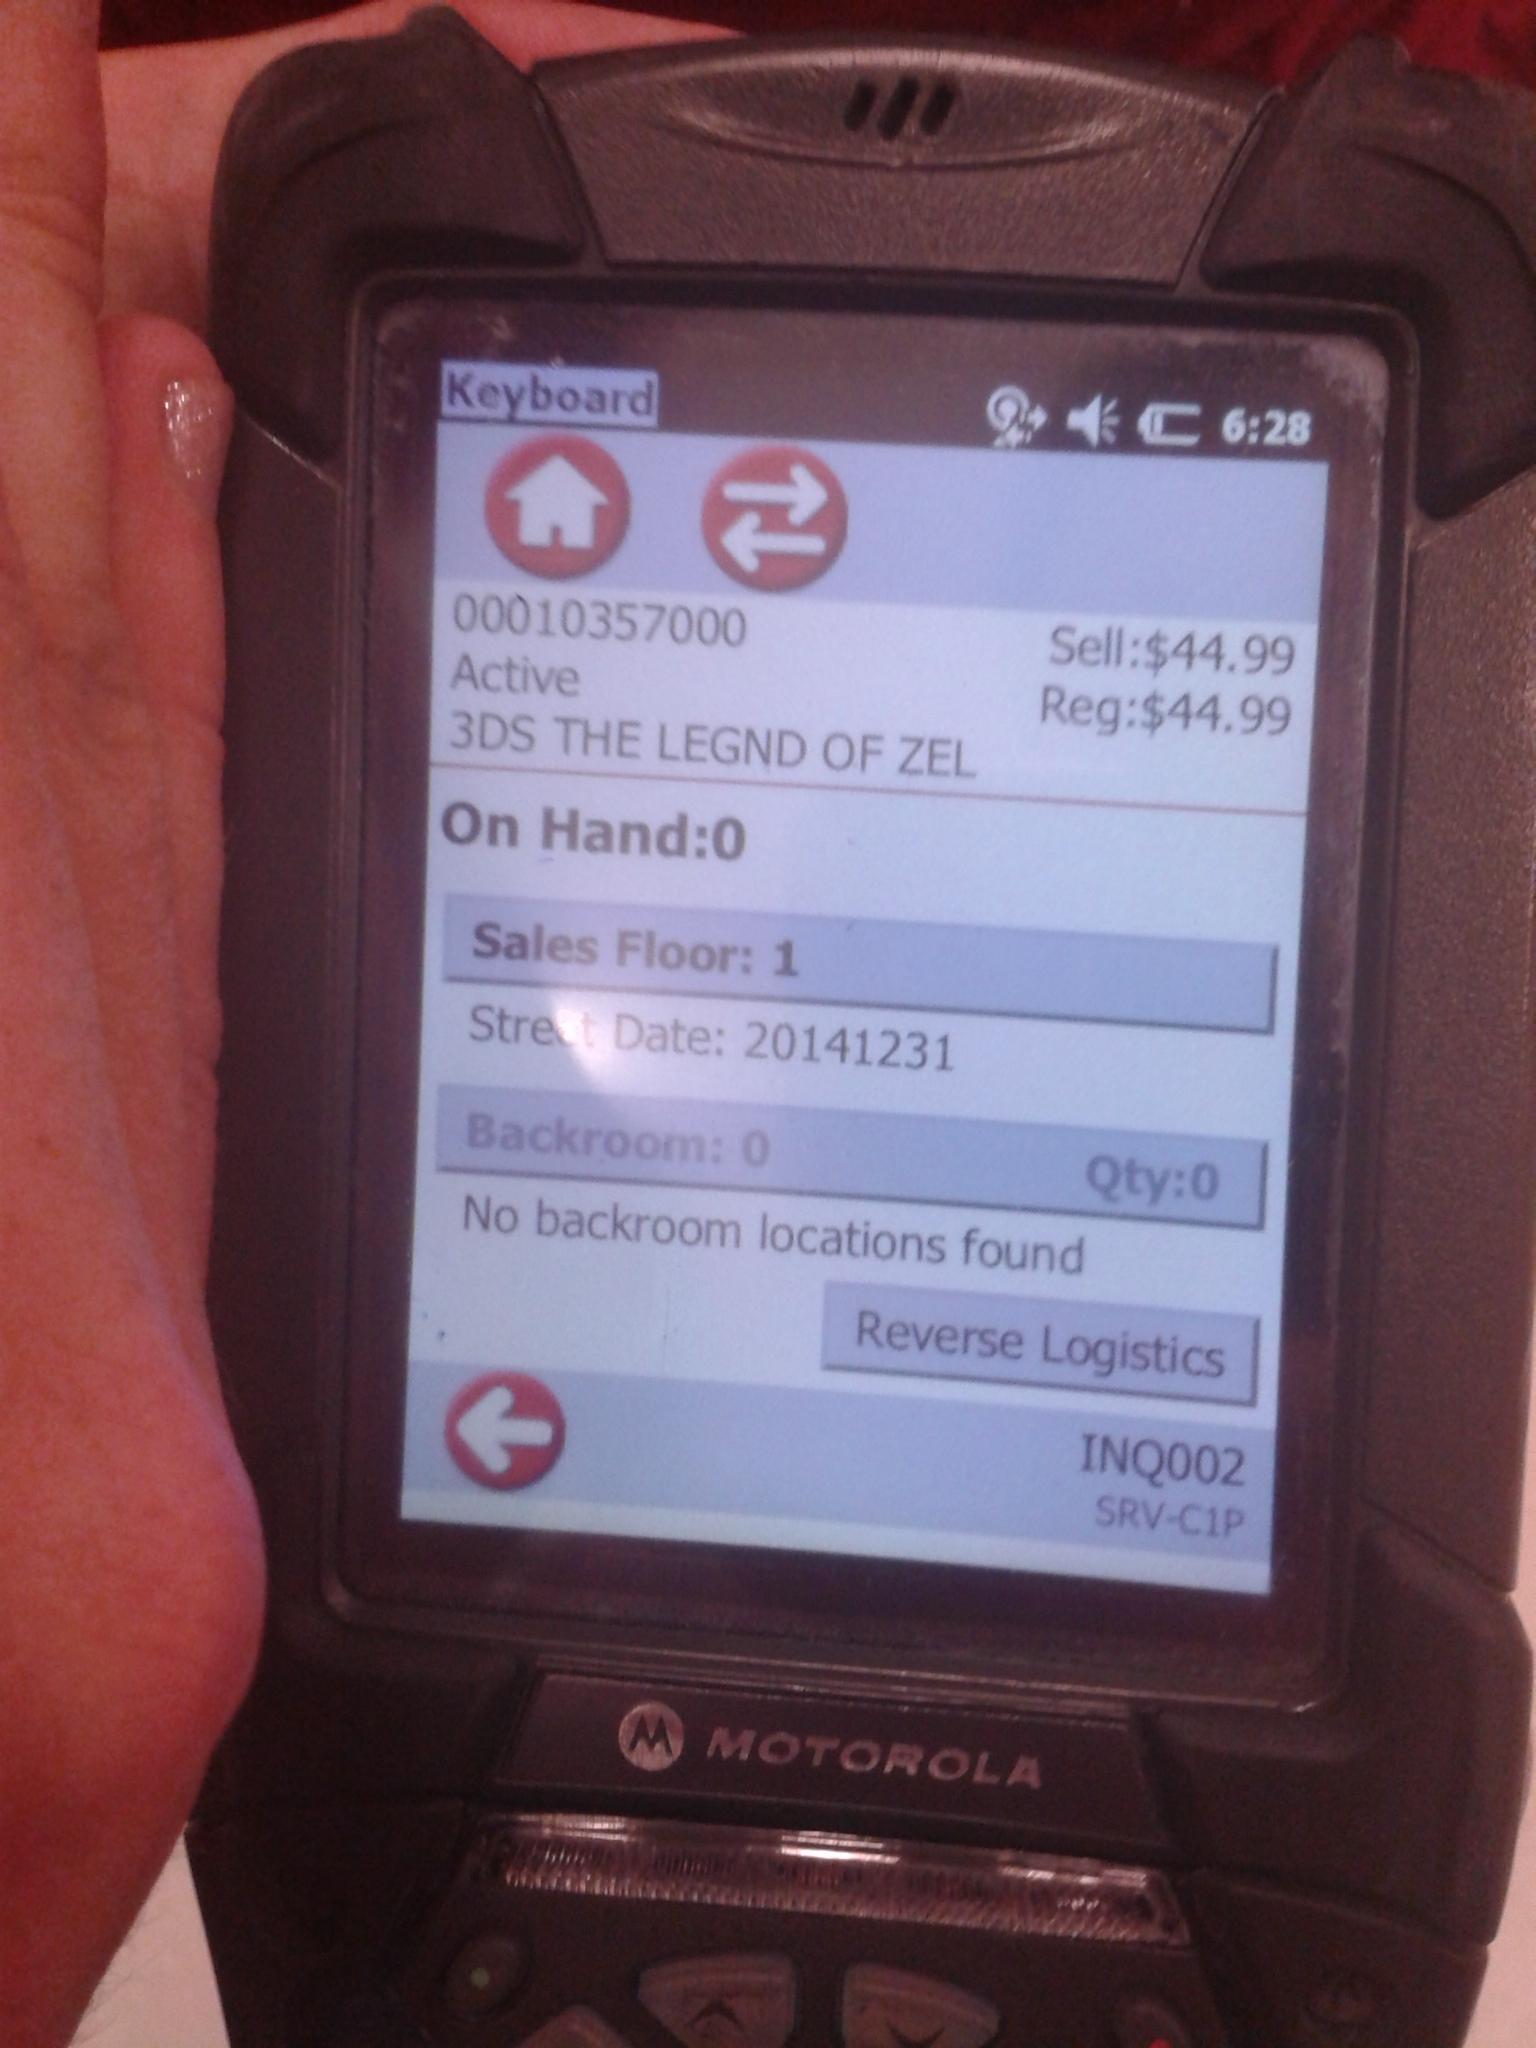 Keyboard
6:28
00010357000
Sell:$44.99
Active
Reg:$44.99
3DS THE LEGND OF ZEL
On Hand:0
Sales Floor: 1
Street Date: 20141231
Backroom: 0 Qty:0
No backroom locations found
Reverse Logistics
INQ002
SRV-C1P
MOTOROLA